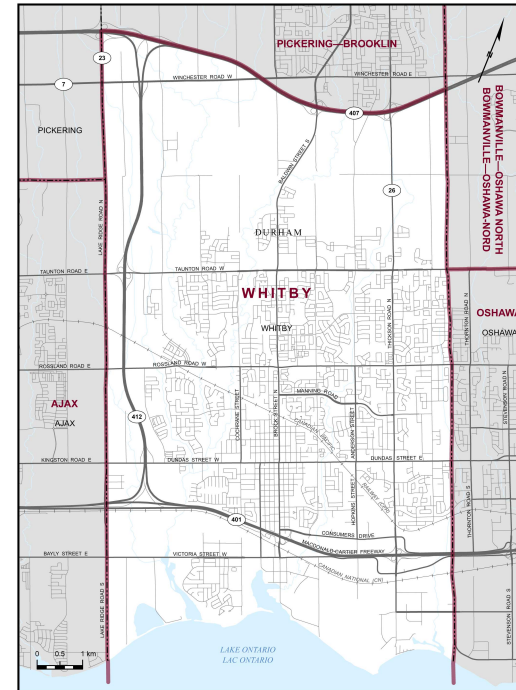 PICKERING—BROOKLIN
23
WINCHESTER ROAD W
WINCHESTER ROAD E
7
N
407
PICKERING
BALDWIN STREET S
BOWMANVILLE—OSHAWA NORTH
BOWMANVILLE—OSHAWA-NORD
26
LAKE RIDGE ROAD N
DURHAM
TAUNTON ROAD E
TAUNTON ROAD W
WHITBY
THORNTON ROAD N
THICKSON ROAD N
OSHAWA
WHITBY
OSHAWA
ROSSLAND ROAD E
ROSSLAND ROAD W
STEVENSON ROAD N
MANNING ROAD
AJAX
COCHRANE STREET
BROCK STREET N
ANDERSON STREET
412
AJAX
CANADIAN PACIFIC
RAILWAY (CPR)
KINGSTON ROAD E
DUNDAS STREET W
DUNDAS STREET E
HOPKINS STREET
THORNTON ROAD S
401
CONSUMERS DRIVE
MACDONALD-CARTIER FREEWAY
BAYLY STREET E
VICTORIA STREET W
CANADIAN NATIONAL (CN)
LAKE RIDGE ROAD S
STEVENSON ROAD S
LAKE ONTARIO
LAC ONTARIO
0 0.5 1 km